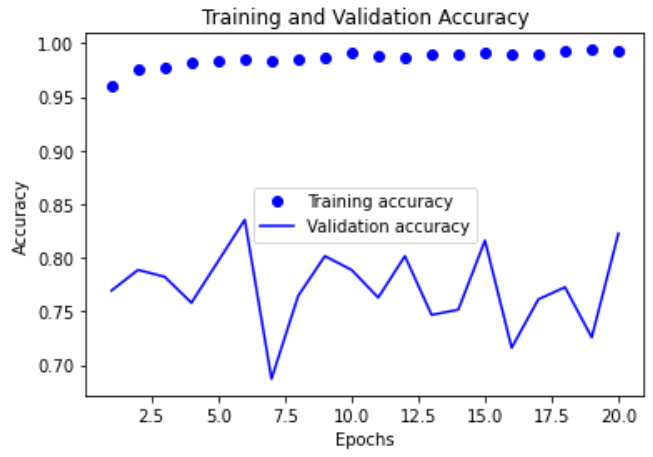 Training and Validation Accuracy
1.00
0.95
0.90
0.85
0.80
0.75
0.70
Accuracy
Training accuracy
Validation accuracy
2.5 5.0 7.5 10.0 12.5 15.0 17.5 20.0
Epochs